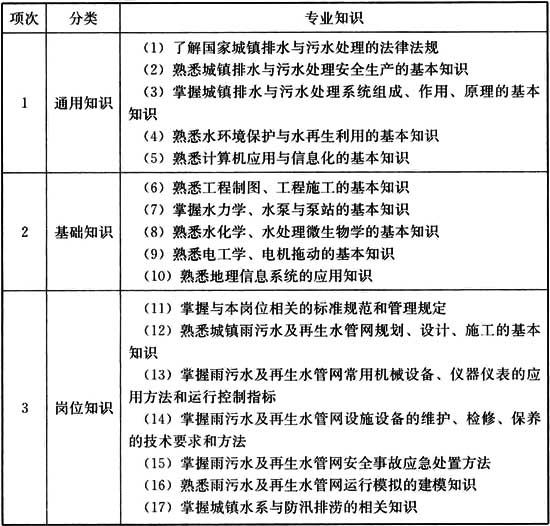 项次 分类 专业知识
(1) 了解国家城镇排水与污水处理的法律法规
(2) 熟悉城镇排水与污水处理安全生产的基本知识
(3) 掌握城镇排水与污水处理系统组成、作用、原理的基本
1 通用知识
知识
(4) 熟悉水环境保护与水再生利用的基本知识
(5) 熟悉计算机应用与信息化的基本知识
(6) 熟悉工程制图、工程施工的基本知识
(7) 掌握水力学、水泵与泵站的基本知识
2 基础知识 (8) 熟悉水化学、水处理微生物学的基本知识
(9) 熟悉电工学、电机拖动的基本知识
(10) 熟悉地理信息系统的应用知识
(11) 掌握与本岗位相关的标准规范和管理规定
(12) 熟悉城镇雨污水及再生水管网规划、设计、施工的基本
知识
(13) 掌握雨污水及再生水管网常用机械设备、仪器仪表的应
3 岗位知识 用方法和运行控制指标
(14) 掌握雨污水及再生水管网设施设备的维护、检修、保养
的技术要求和方法
(15) 掌握雨污水及再生水管网安全事故应急处置方法
(16) 熟悉雨污水及再生水管网运行模拟的建模知识
(17) 掌握城镇水系与防汛排涝的相关知识